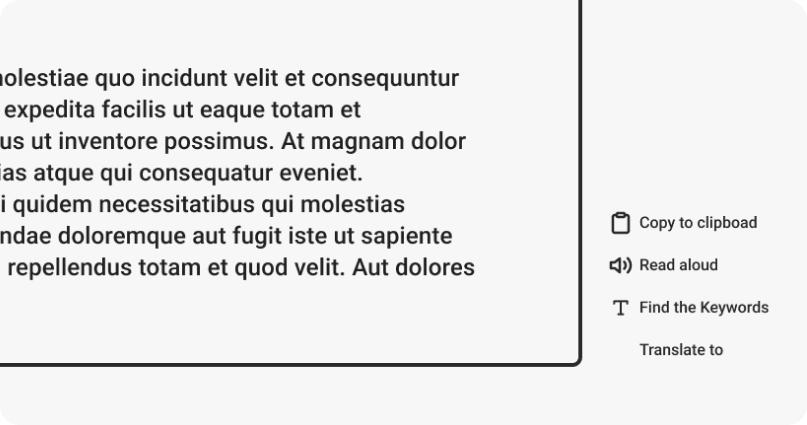 molestiae quo incidunt velit et consequuntur
expedita facilis ut eaque totam et
us ut inventore possimus. At magnam dolor
ias atque qui consequatur eveniet.
i quidem necessitatibus qui molestias
ndae doloremque aut fugit iste ut sapiente
repellendus totam et quod velit. Aut dolores
Copy to clipboad
Read aloud
Find the Keywords
Translate to